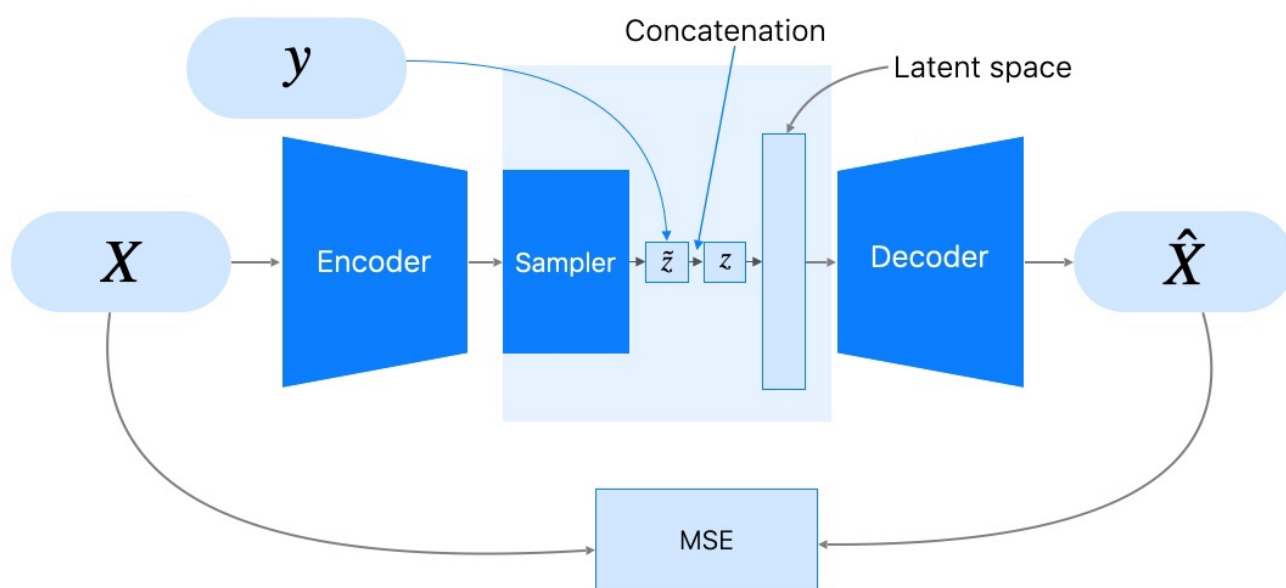 Concatenation
y
Latent space
X
Encoder
Sampler
z̃
z
Decoder
X̂
MSE